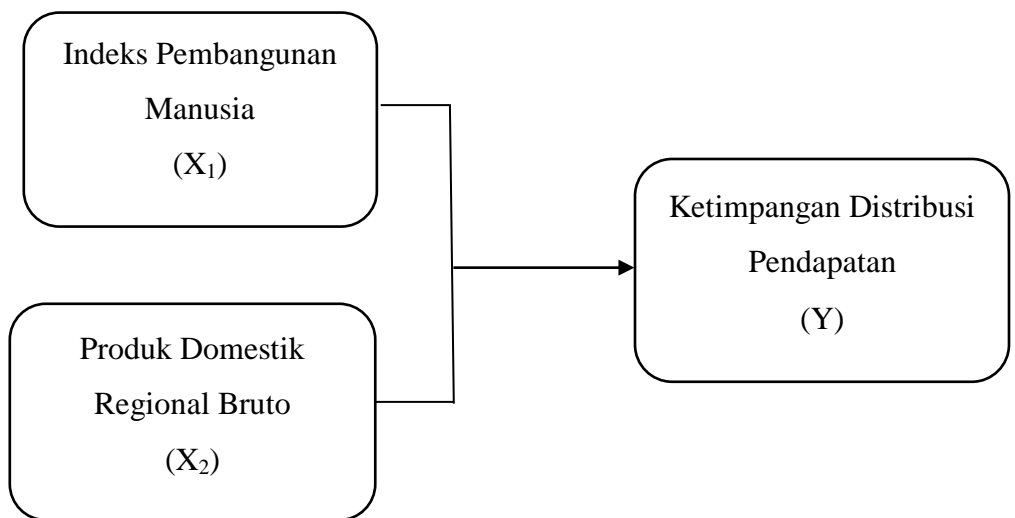 Indeks Pembangunan
Manusia
(X₁)
Ketimpangan Distribusi
Pendapatan
(Y)
Produk Domestik
Regional Bruto
(X₂)